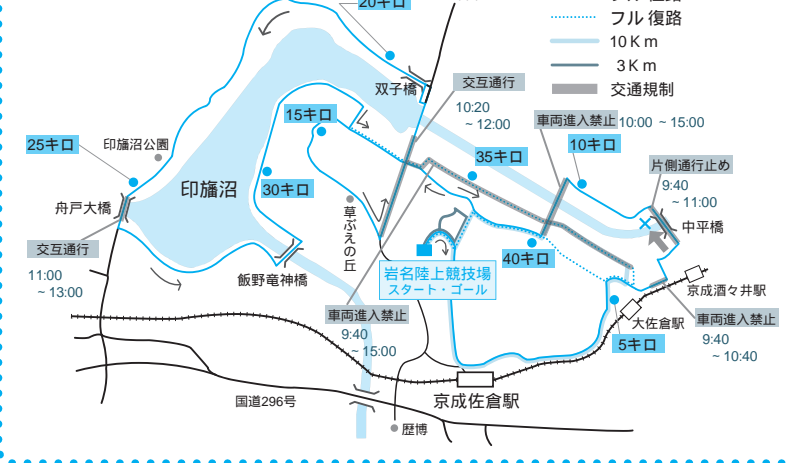 20キロ
フル 復路
10Ｋｍ
3Ｋｍ
交通規制
双子橋
交互通行
10:20
~ 12:00
15キロ
車両進入禁止
10:00 ~ 15:00
10キロ
35キロ
片側通行止め
9:40
~ 11:00
中平橋
25キロ
印旛沼公園
印旛沼
30キロ
舟戸大橋
交互通行
11:00
~ 13:00
草ぶえの丘
飯野竜神橋
岩名陸上競技場
スタート・ゴール
40キロ
車両進入禁止
9:40
~ 15:00
京成酒々井駅
大佐倉駅
5キロ
車両進入禁止
9:40
~ 10:40
国道296号
京成佐倉駅
歴博